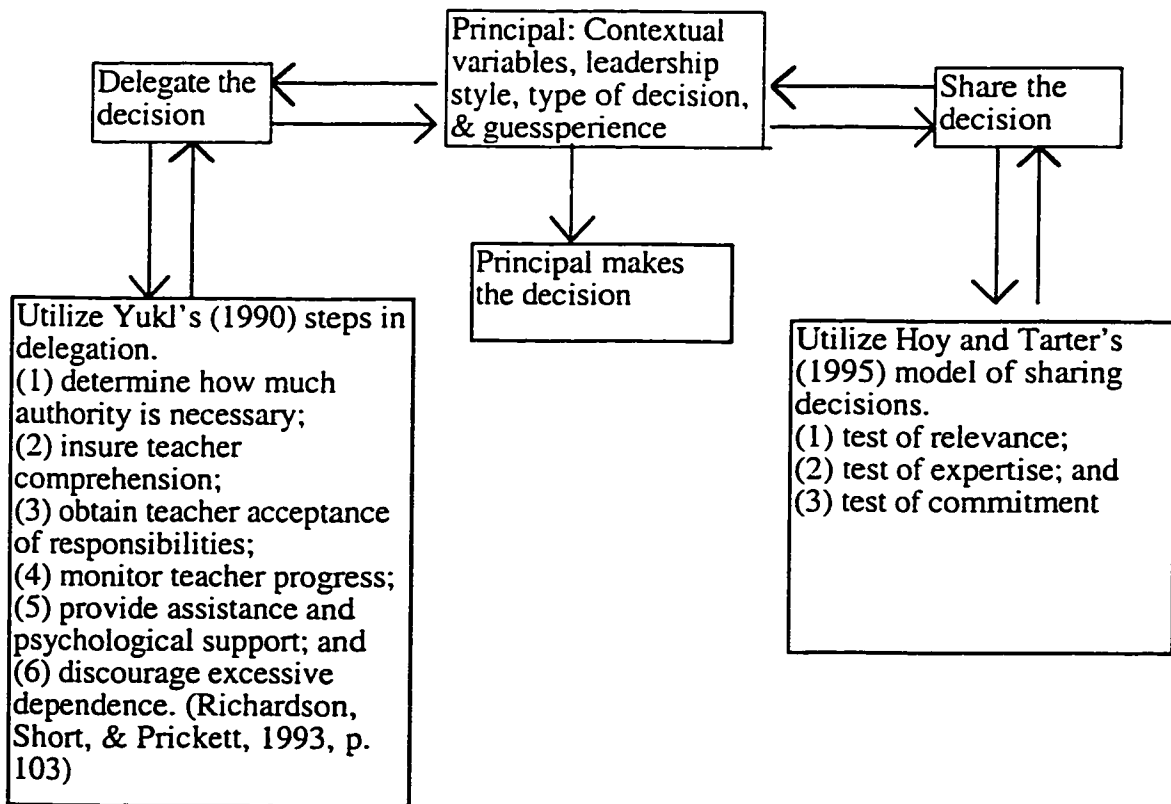 Principal: Contextual
variables, leadership
style, type of decision,
& guessperience
Delegate the
decision
Share the
decision
Principal makes
the decision
Utilize Yukl's (1990) steps in
delegation.
(1) determine how much
authority is necessary;
(2) insure teacher
comprehension;
(3) obtain teacher acceptance
of responsibilities;
(4) monitor teacher progress;
(5) provide assistance and
psychological support; and
(6) discourage excessive
dependence. (Richardson,
Short, & Prickett, 1993, p.
103)
Utilize Hoy and Tarter's
(1995) model of sharing
decisions.
(1) test of relevance;
(2) test of expertise; and
(3) test of commitment